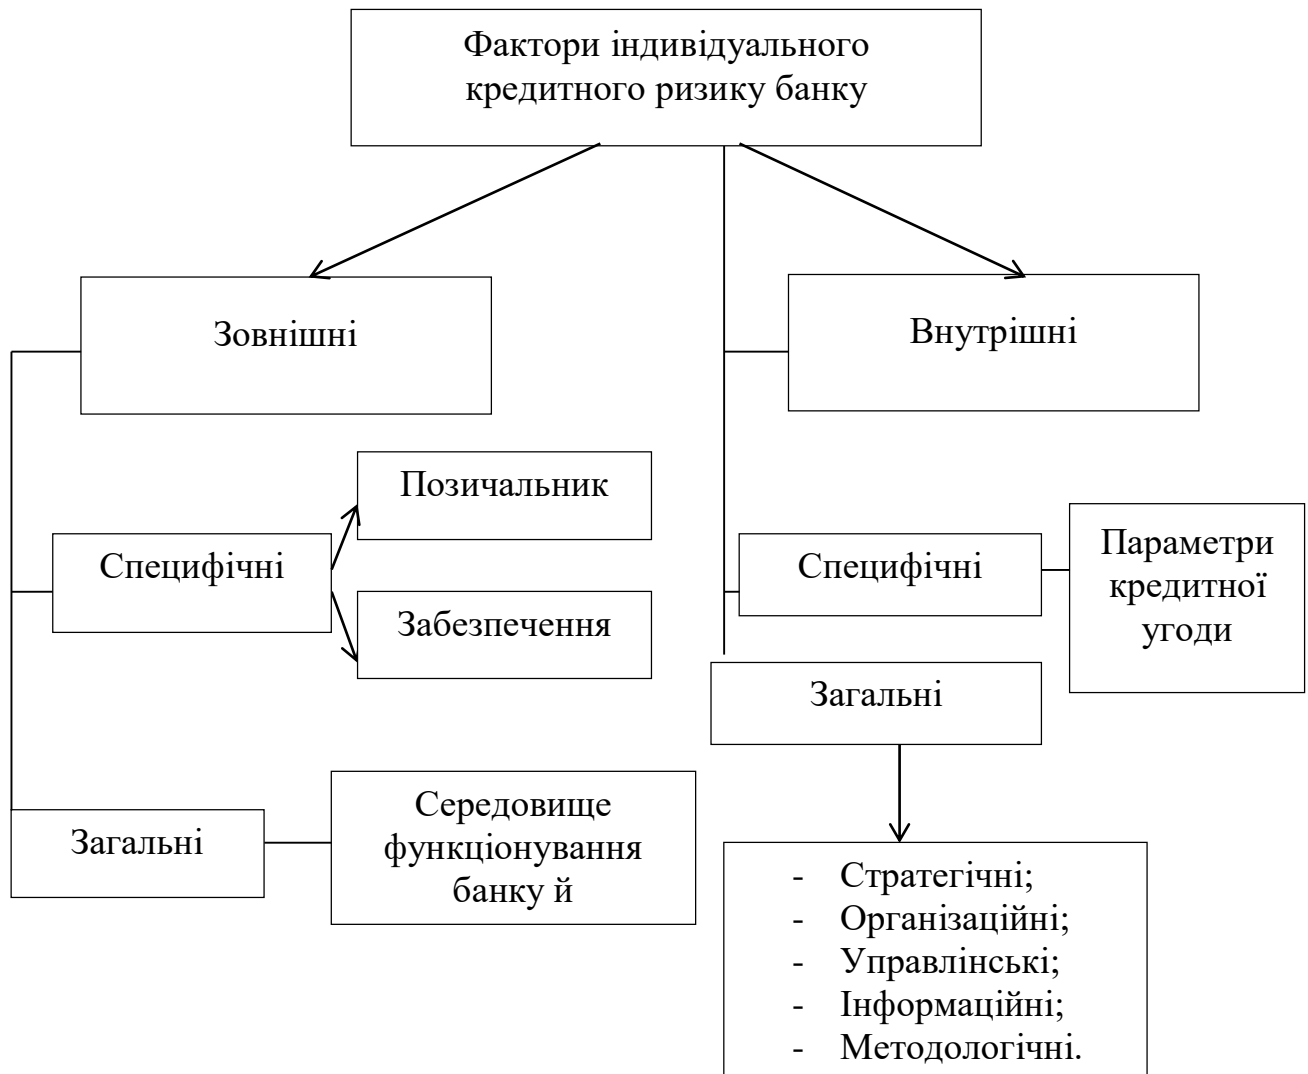 Фактори індивідуального
кредитного ризику банку
Зовнішні
Внутрішні
Позичальник
Специфічні
Забезпечення
Загальні
Середовище
функціонування
банку й
Специфічні
Параметри
кредитної
угоди
Загальні
- Стратегічні;
- Організаційні;
- Управлінські;
- Інформаційні;
- Методологічні.